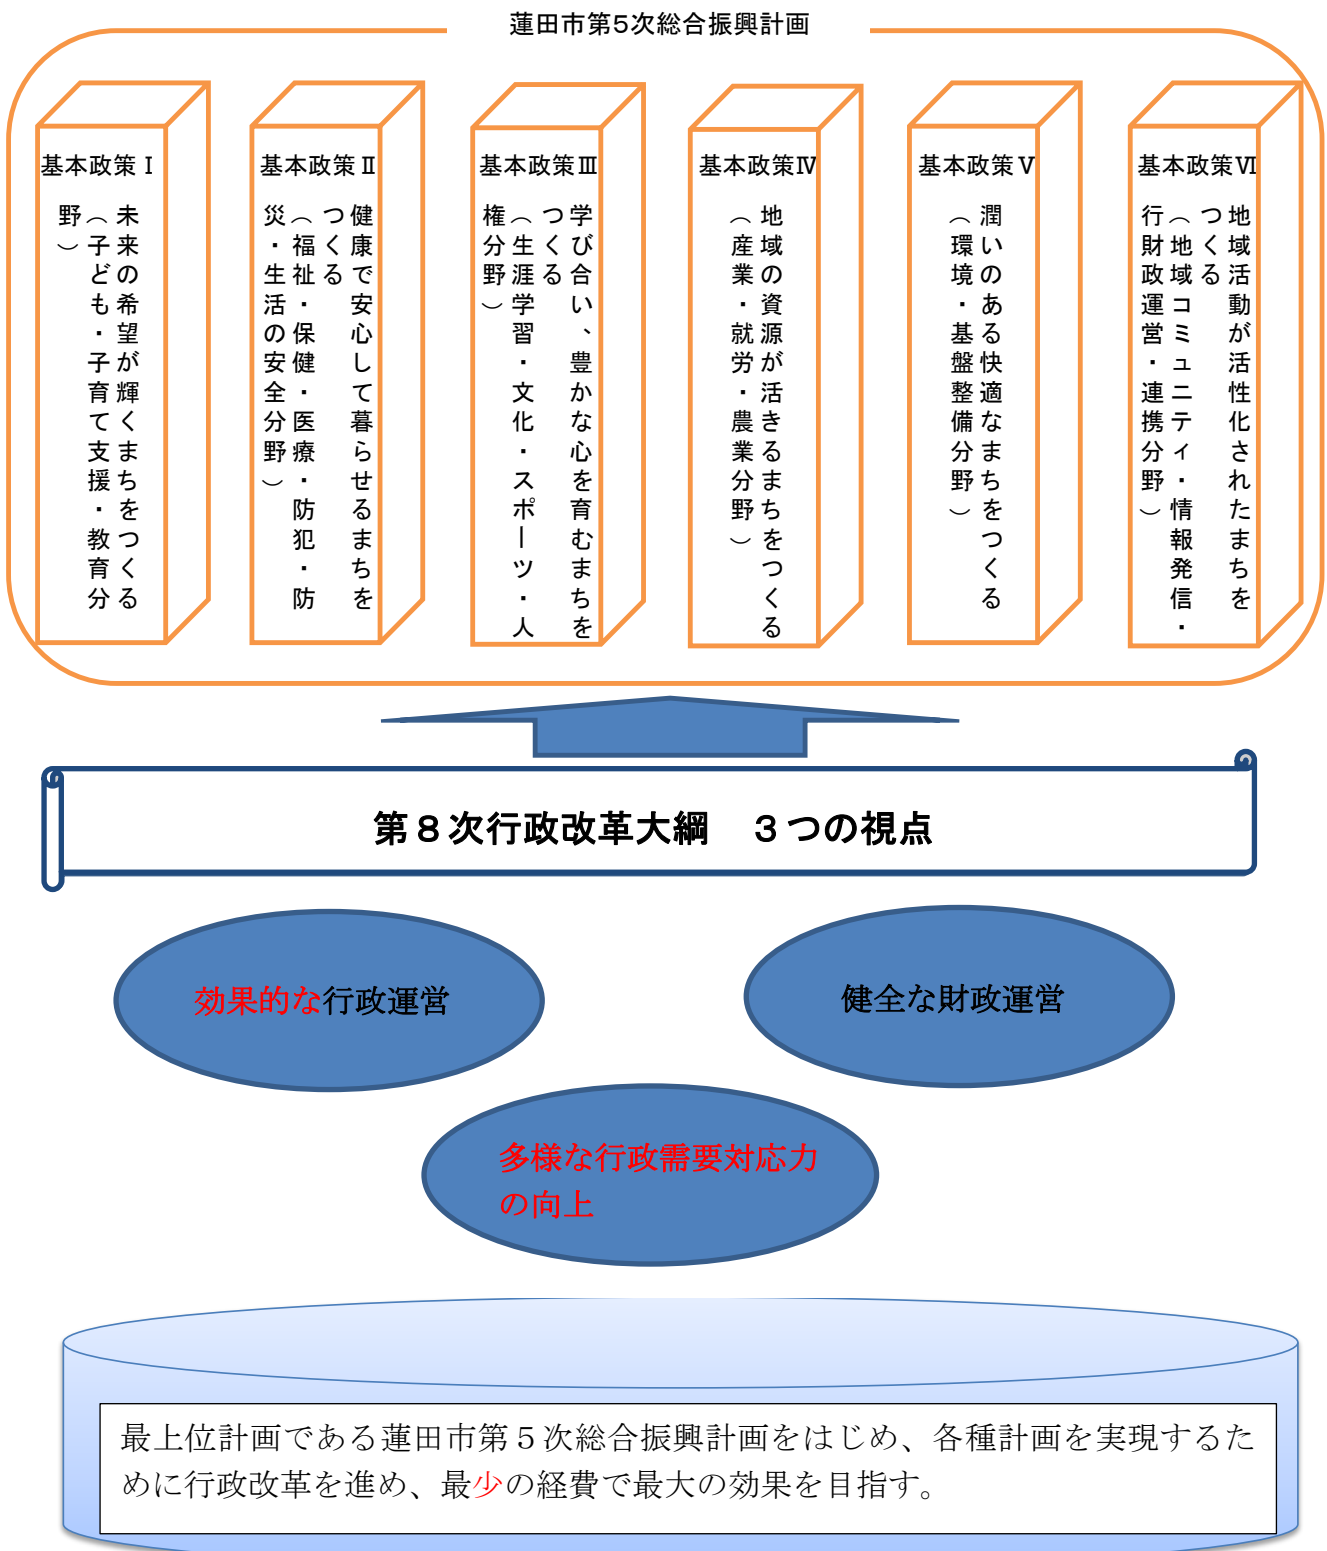 蓮田市第5次総合振興計画
基本政策Ⅰ
未来の希望が輝くまちをつくる
（子ども・子育て支援・教育分
野）
基本政策Ⅱ
健康で安心して暮らせるまちを
つくる
（福祉・保健・医療・防犯・防
災・生活の安全分野）
基本政策Ⅲ
学び合い、豊かな心を育むまちを
つくる
（生涯学習・文化・スポーツ・人
権分野）
基本政策Ⅳ
地域の資源が活きるまちをつくる
（産業・就労・農業分野）
基本政策Ⅴ
潤いのある快適なまちをつくる
（環境・基盤整備分野）
基本政策Ⅵ
地域活動が活性化されたまちを
つくる
（地域コミュニティ・情報発信・
行財政運営・連携分野）
第８次行政改革大綱　３つの視点
効果的な行政運営
健全な財政運営
多様な行政需要対応力
の向上
最上位計画である蓮田市第５次総合振興計画をはじめ、各種計画を実現するた
めに行政改革を進め、最少の経費で最大の効果を目指す。